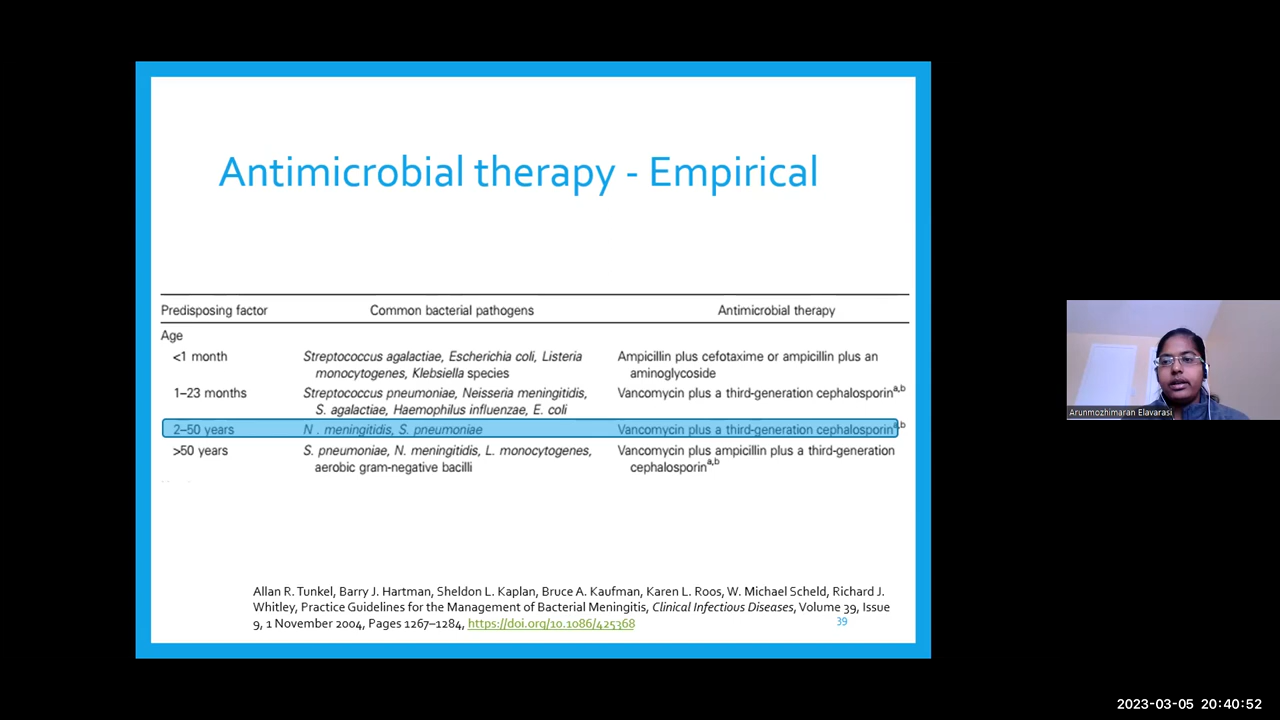 Antimicrobial therapy - Empirical
Predisposing factor Common bacterial pathogens Antimicrobial therapy
Age
<1 month Streptococcus agalactiae, Escherichia coli, Listeria Ampicillin plus cefotaxime or ampicillin plus an
monocytogenes, Klebsiella species aminoglycoside
1–23 months Streptococcus pneumoniae, Neisseria meningitidis, Vancomycin plus a third-generation cephalosporin a,b
S. agalactiae, Haemophilus influenzae, E. coli
2–50 years N . meningitidis, S. pneumoniae Vancomycin plus a third-generation cephalosporin a,b
>50 years S. pneumoniae, N. meningitidis, L. monocytogenes, Vancomycin plus ampicillin plus a third-generation
aerobic gram-negative bacilli cephalosporin a,b
Allan R. Tunkel, Barry J. Hartman, Sheldon L. Kaplan, Bruce A. Kaufman, Karen L. Roos, W. Michael Scheld, Richard J.
Whitley, Practice Guidelines for the Management of Bacterial Meningitis, Clinical Infectious Diseases, Volume 39, Issue
9, 1 November 2004, Pages 1267–1284, https://doi.org/10.1086/425368
39
Arunmozhimaran Elavarasi
2023-03-05 20:40:52